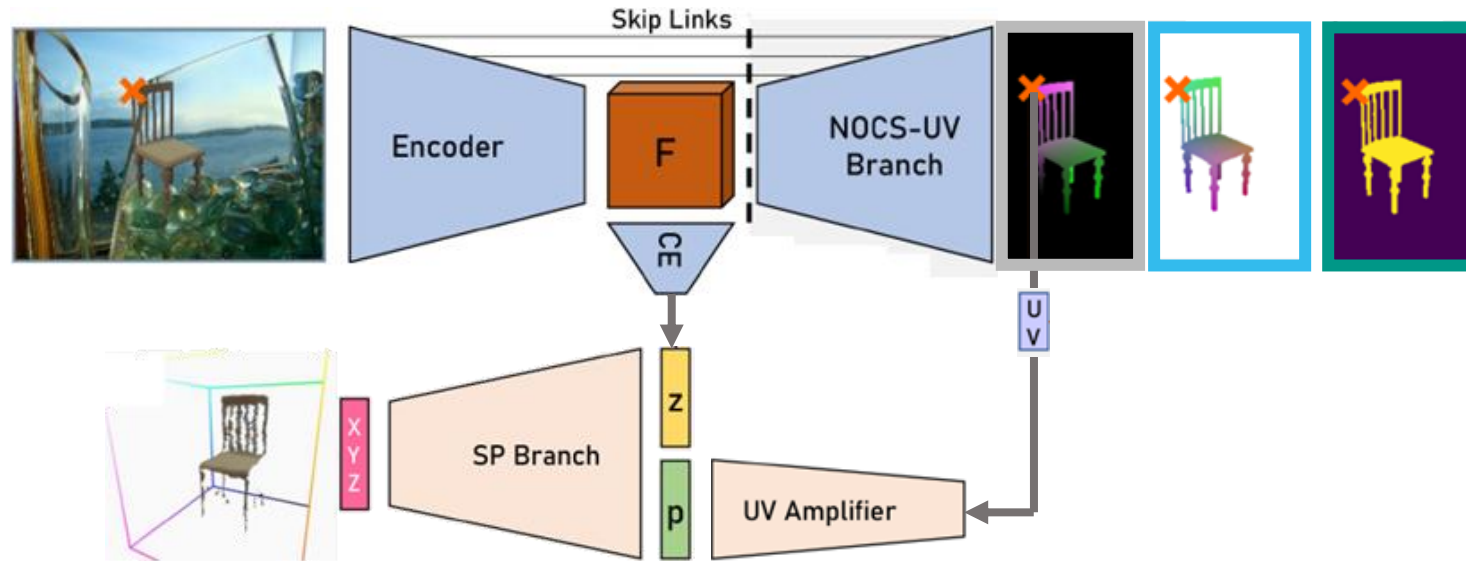 Skip Links
Encoder
F
NOCS-UV
Branch
CE
U
V
X
Y
Z
SP Branch
z
p
UV Amplifier